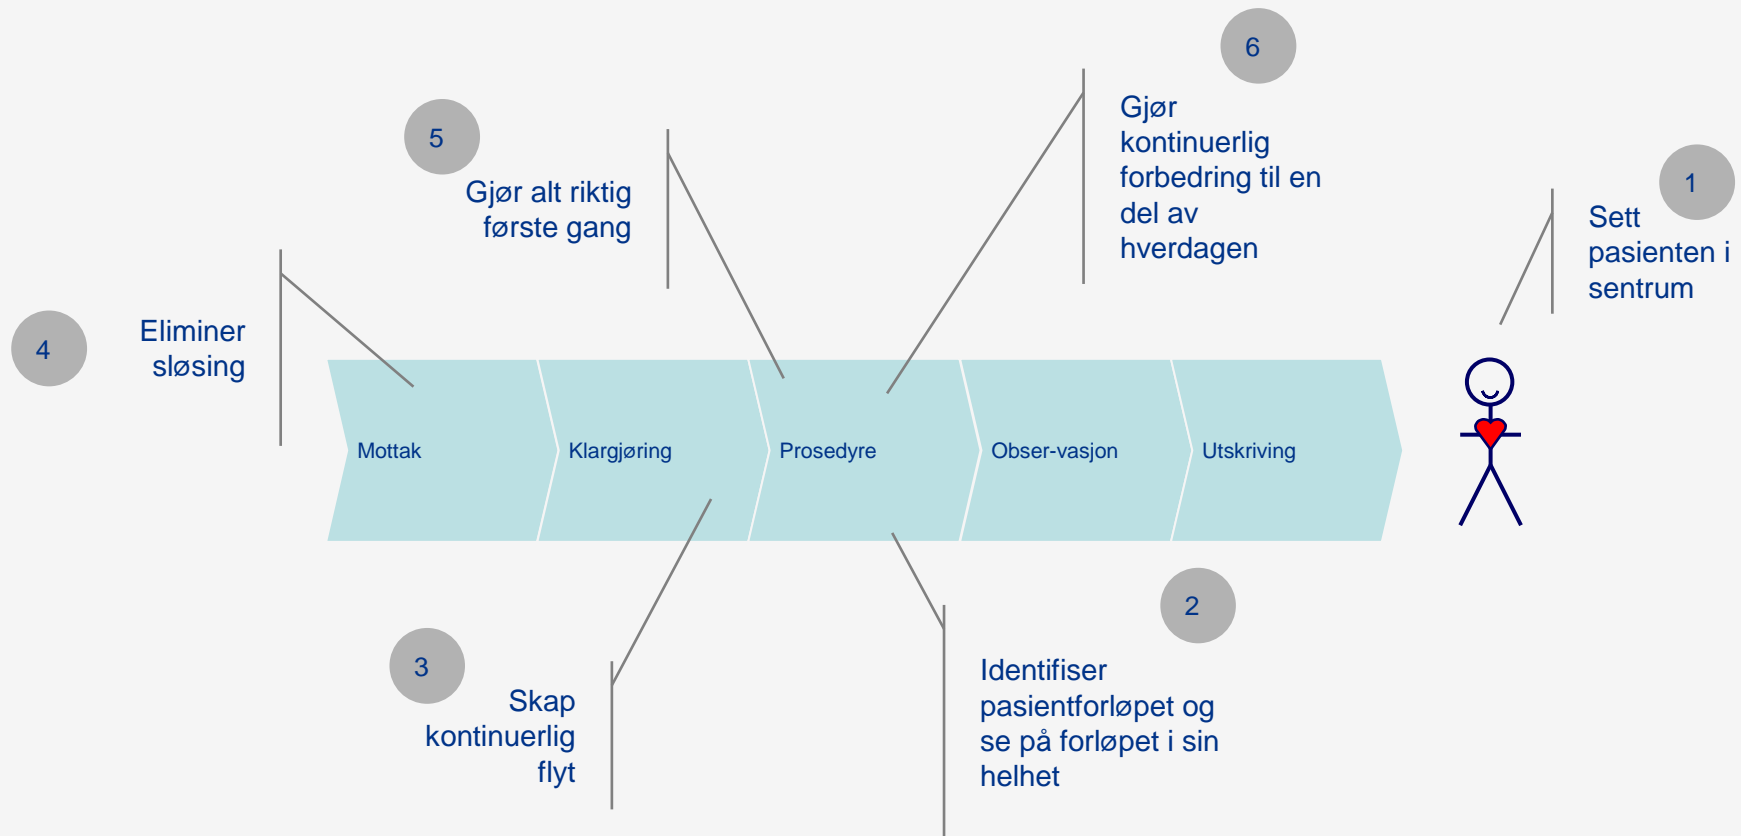 6
Gjør
kontinuerlig
forbedring til en
del av
hverdagen
5
Gjør alt riktig
første gang
1
Sett
pasienten i
sentrum
4
Eliminer
sløsing
Mottak
Klargjøring
Prosedyre
Obser-vasjon
Utskriving
3
Skap
kontinuerlig
flyt
2
Identifiser
pasientforløpet og
se på forløpet i sin
helhet